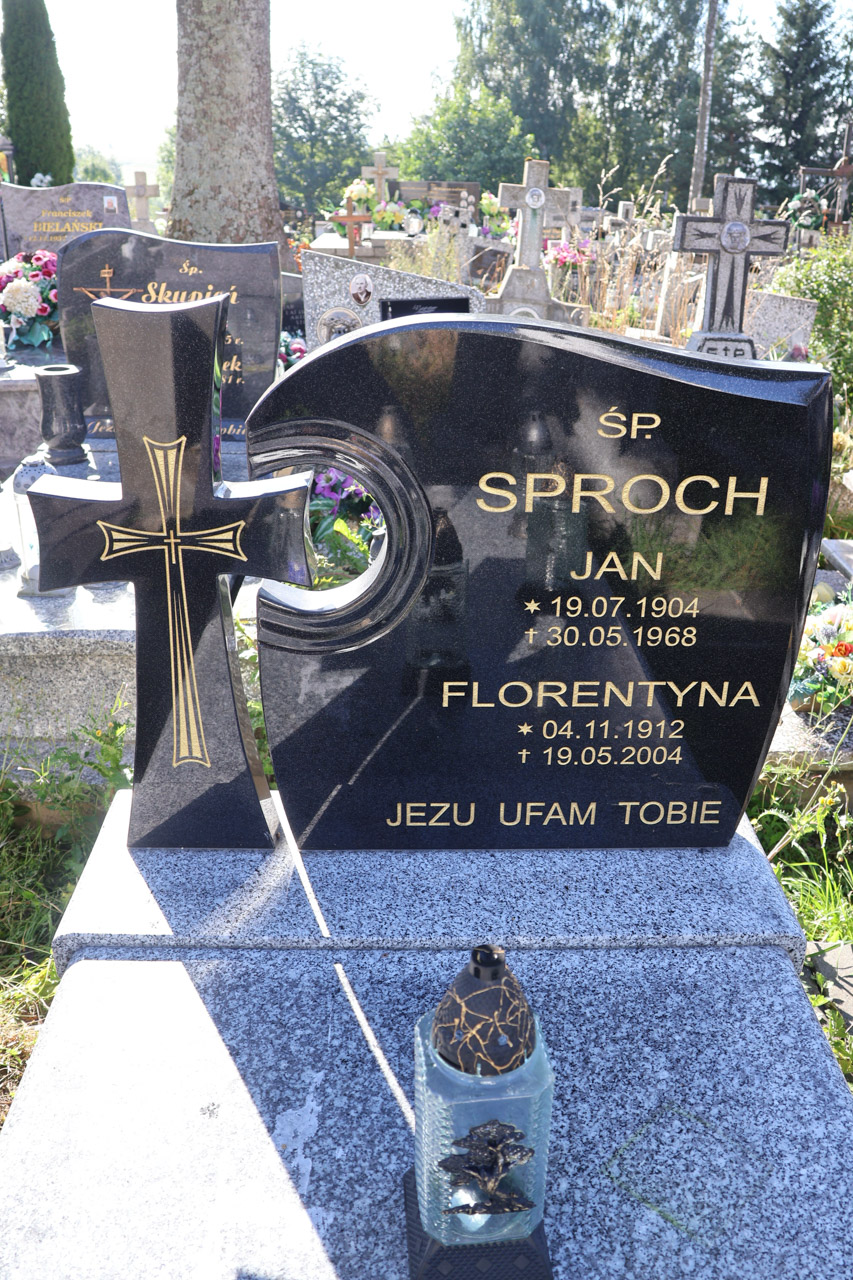 ŚP.
SPROCH
JAN
✶ 19.07.1904
† 30.05.1968
FLORENTYNA
✶ 04.11.1912
† 19.05.2004
JEZU UFAM TOBIE
Śp.
Skupień
Franciszek
BIELAŃSKI